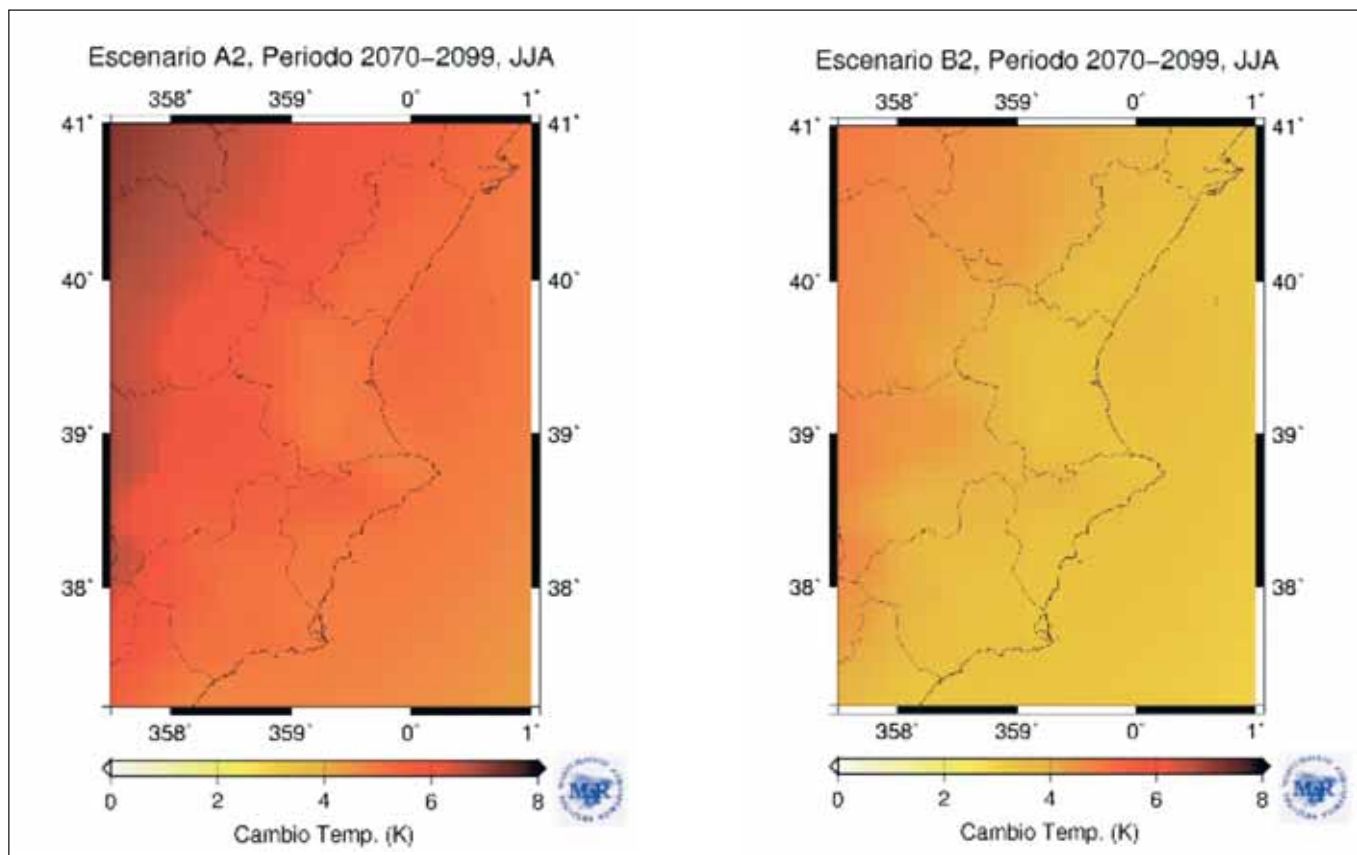 Escenario A2, Periodo 2070–2099, JJA
358° 359° 0° 1°
41° 41°
40° 40°
39° 39°
38° 38°
358° 359° 0° 1°
0 2 4 6 8
Cambio Temp. (K)
Escenario B2, Periodo 2070–2099, JJA
358° 359° 0° 1°
41° 41°
40° 40°
39° 39°
38° 38°
358° 359° 0° 1°
0 2 4 6 8
Cambio Temp. (K)